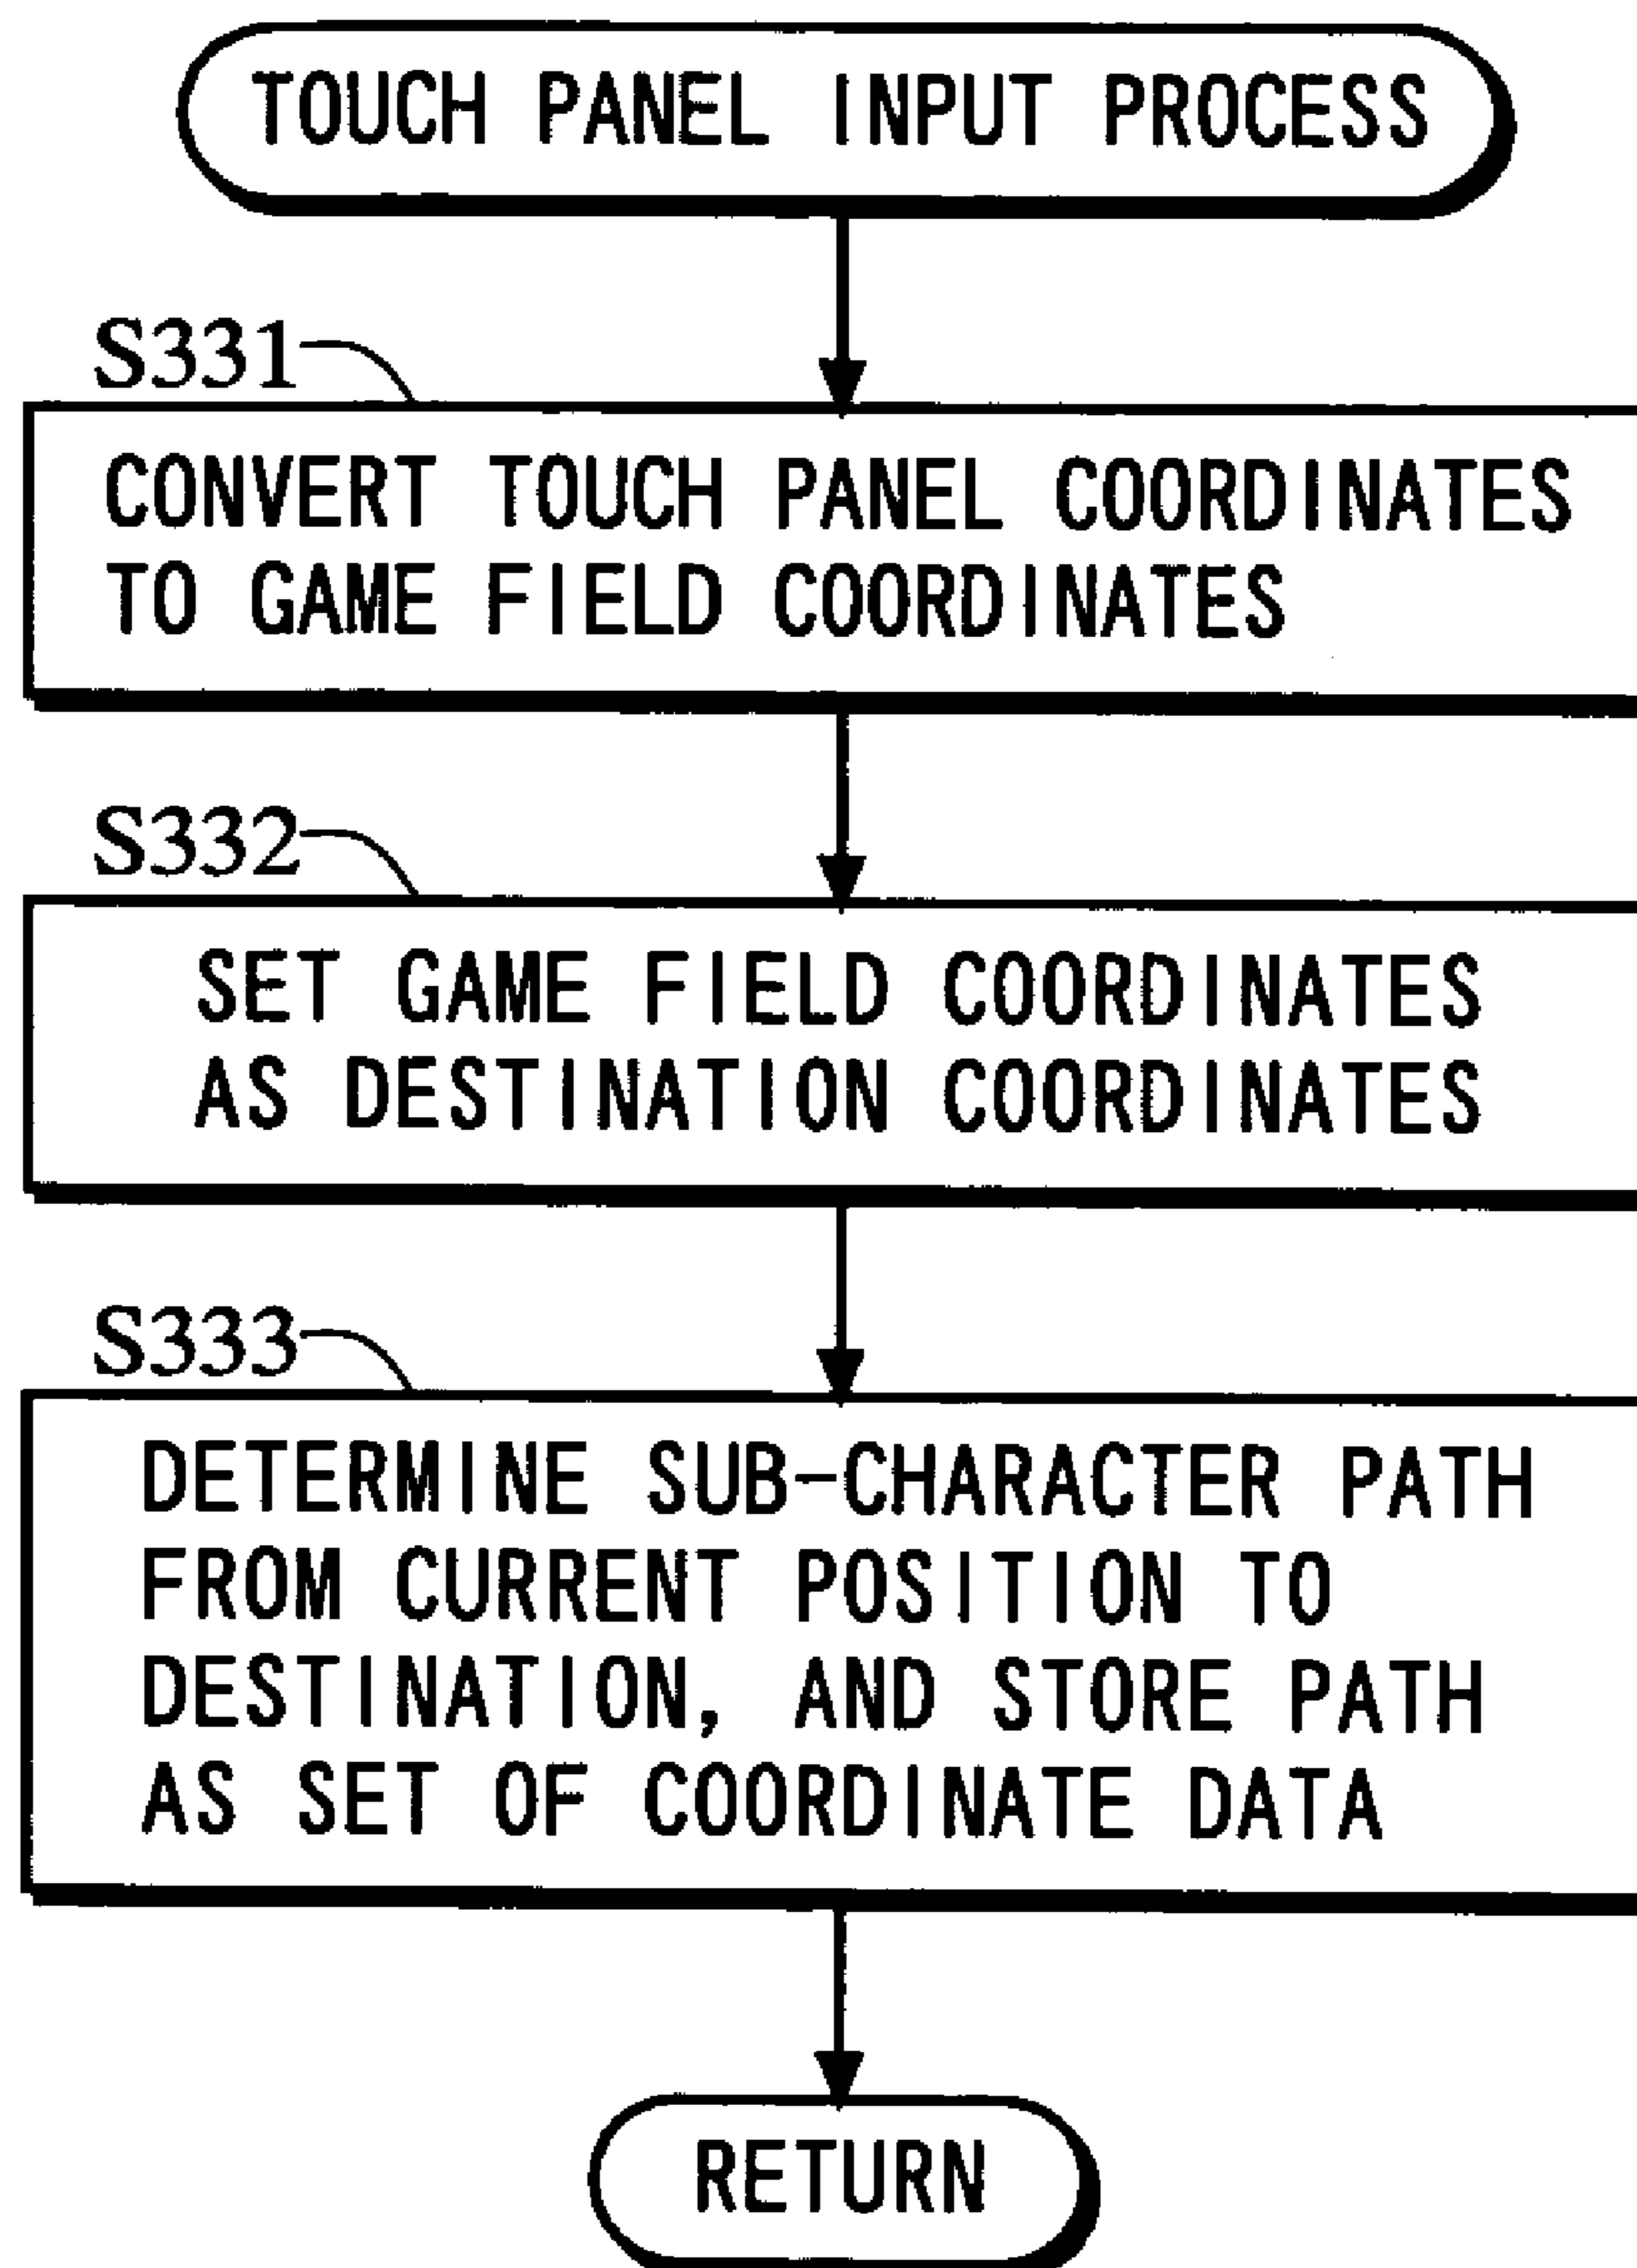 TOUCH PANEL INPUT PROCESS
S331
CONVERT TOUCH PANEL COORDINATES
TO GAME FIELD COORDINATES
S332
SET GAME FIELD COORDINATES
AS DESTINATION COORDINATES
S333
DETERMINE SUB-CHARACTER PATH
FROM CURRENT POSITION TO
DESTINATION, AND STORE PATH
AS SET OF COORDINATE DATA
RETURN